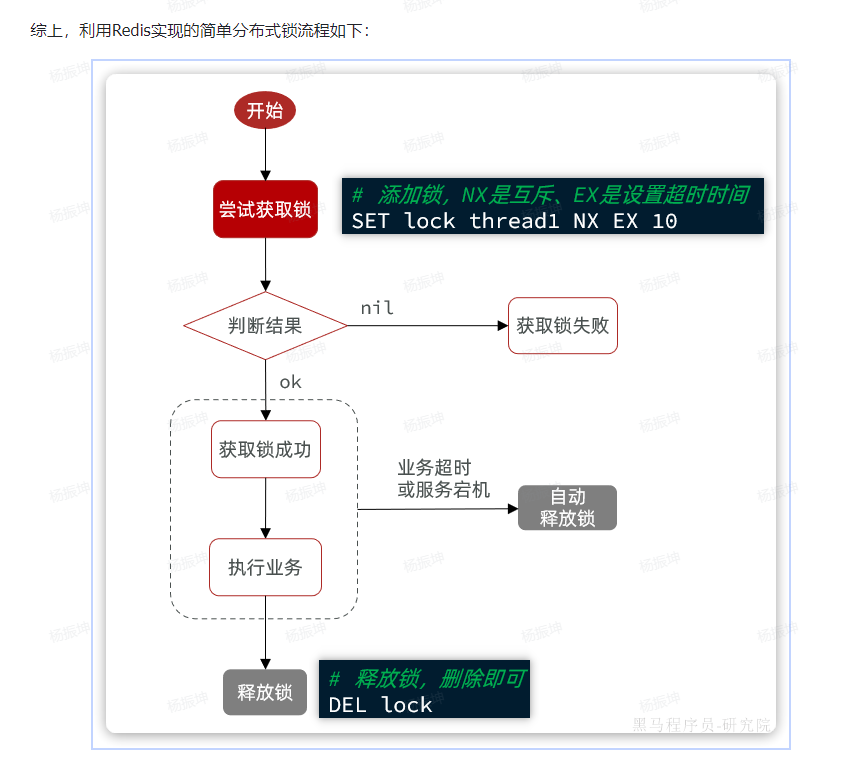 综上，利用Redis实现的简单分布式锁流程如下：
开始
尝试获取锁
# 添加锁，NX是互斥、EX是设置超时时间
SET lock thread1 NX EX 10
判断结果
nil
获取锁失败
ok
获取锁成功
业务超时
或服务宕机
自动
释放锁
执行业务
释放锁
# 释放锁，删除即可
DEL lock
黑马程序员-研究院
杨振坤